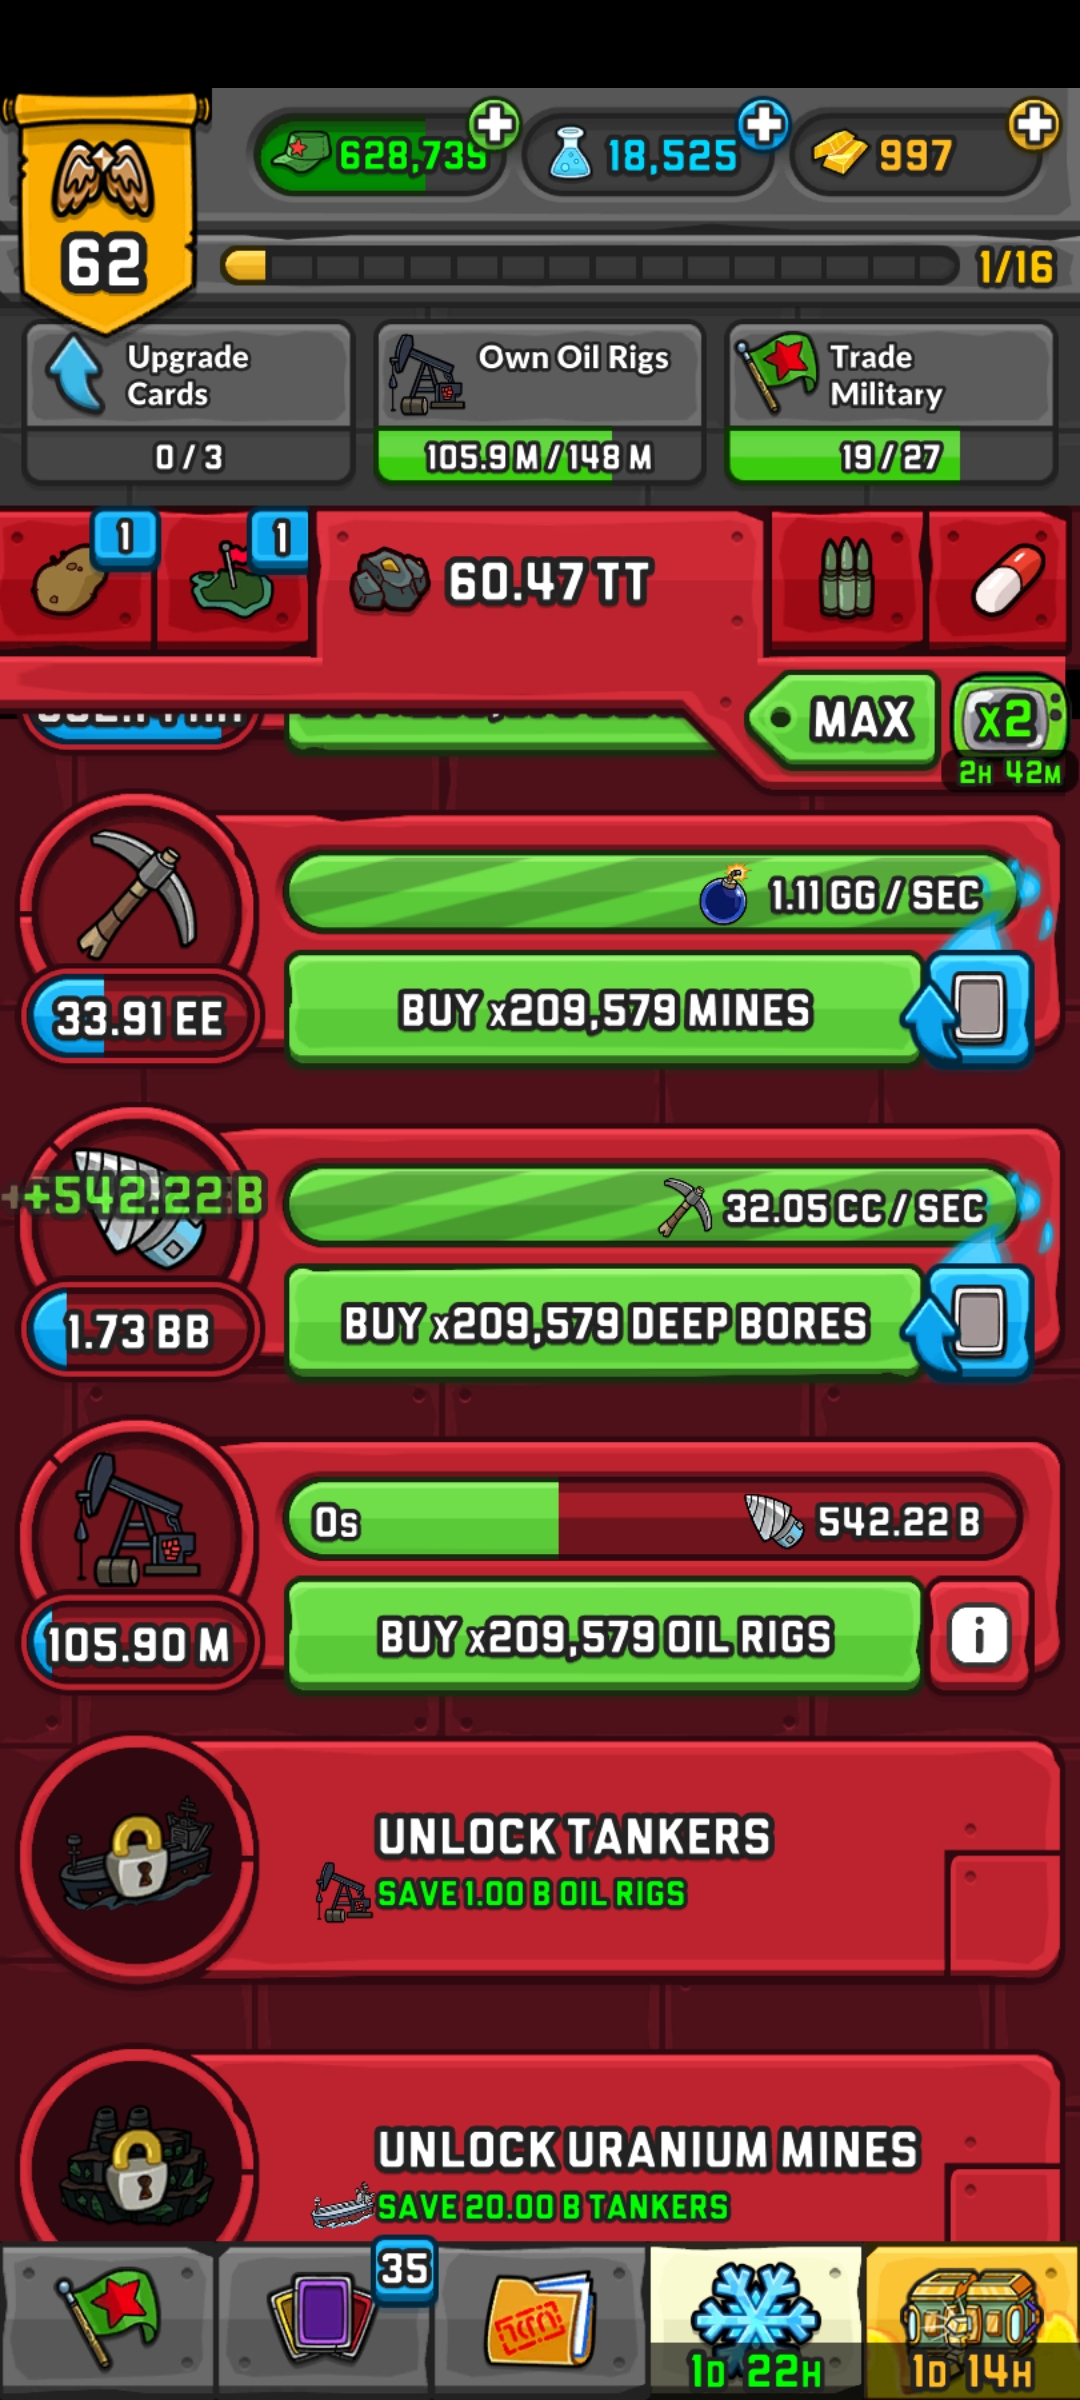 628,739
18,525
997
62
1/16
Upgrade
Cards
0 / 3
Own Oil Rigs
105.9 M / 148 M
Trade
Military
19 / 27
1
1
60.47 TT
MAX
x2
2H 42M
1.11 GG / SEC
33.91 EE
BUY x209,579 MINES
+542.22 B
32.05 CC / SEC
1.73 BB
BUY x209,579 DEEP BORES
0s
542.22 B
105.90 M
BUY x209,579 OIL RIGS
i
UNLOCK TANKERS
SAVE 1.00 B OIL RIGS
UNLOCK URANIUM MINES
SAVE 20.00 B TANKERS
35
1D 22H
1D 14H